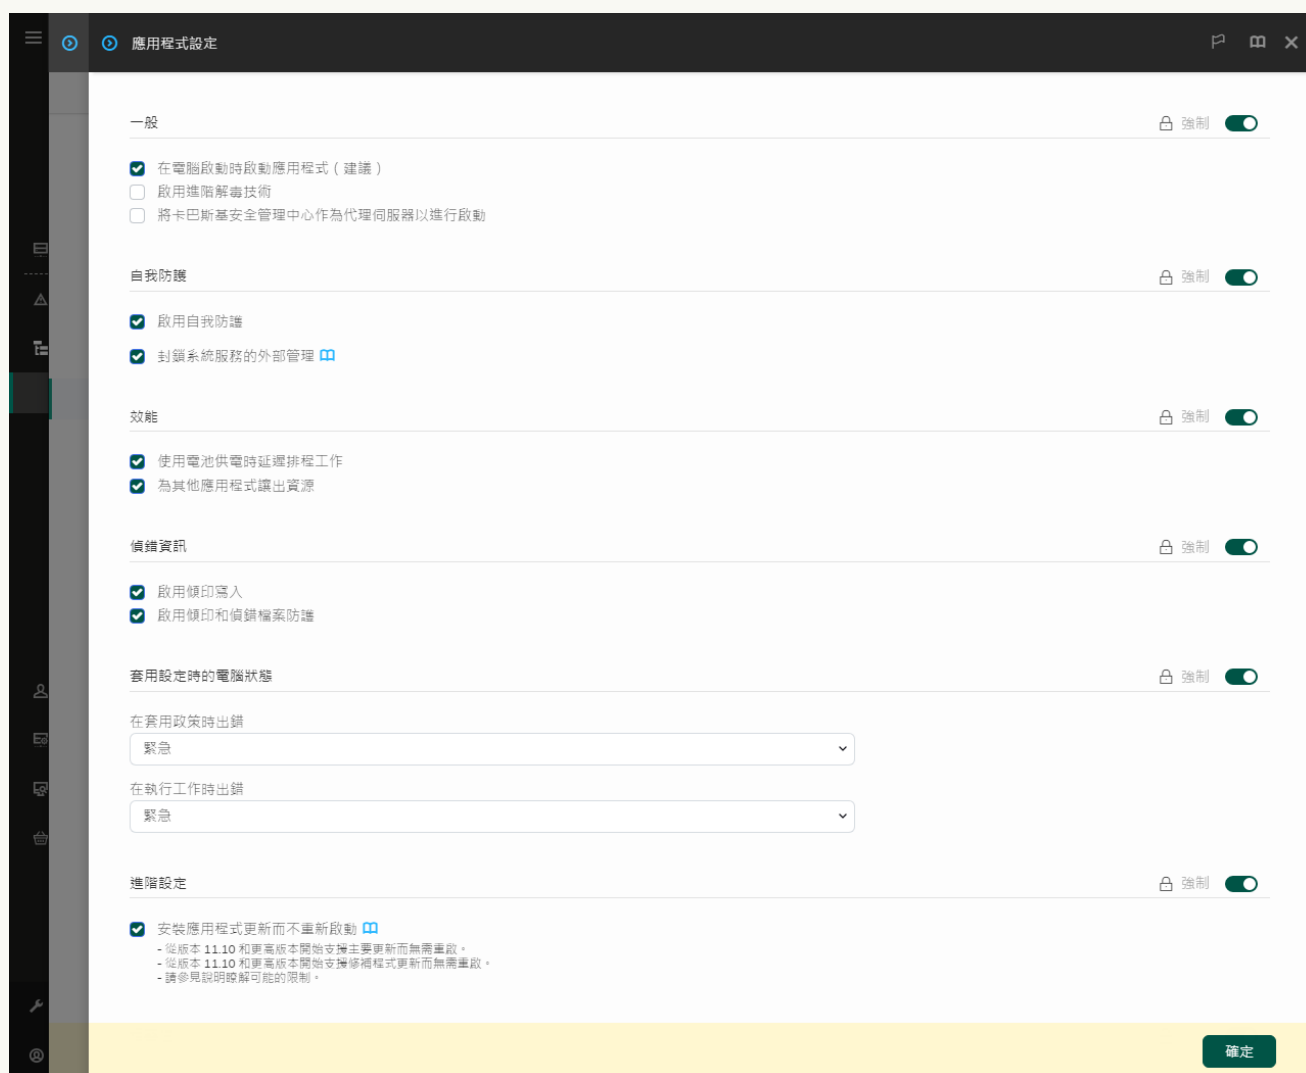 應用程式設定
一般
強制
在電腦啟動時啟動應用程式（建議）
啟用進階解毒技術
將卡巴斯基安全管理中心作為代理伺服器以進行啟動
自我防護
強制
啟用自我防護
封鎖系統服務的外部管理
效能
強制
使用電池供電時延遲排程工作
為其他應用程式讓出資源
偵錯資訊
強制
啟用傾印寫入
啟用傾印和偵錯檔案防護
套用設定時的電腦狀態
強制
在套用政策時出錯
緊急
在執行工作時出錯
緊急
進階設定
強制
安裝應用程式更新而不重新啟動
- 從版本 11.10 和更高版本開始支援主要更新而無需重啟。
- 從版本 11.10 和更高版本開始支援修補程式更新而無需重啟。
- 請參見說明瞭解可能的限制。
確定